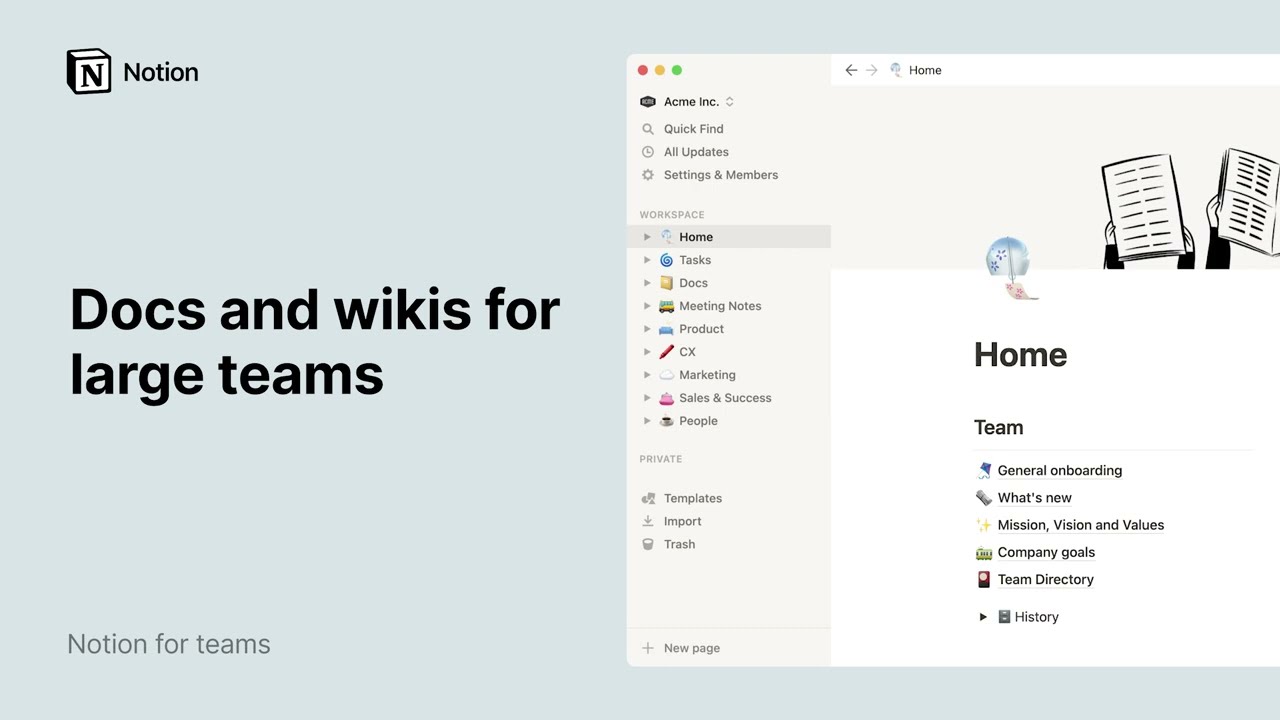 Notion
Docs and wikis for
large teams
Notion for teams
Acme Inc.
Quick Find
All Updates
Settings & Members
WORKSPACE
Home
Tasks
Docs
Meeting Notes
Product
CX
Marketing
Sales & Success
People
PRIVATE
Templates
Import
Trash
New page
Home
Home
Team
General onboarding
What's new
Mission, Vision and Values
Company goals
Team Directory
History